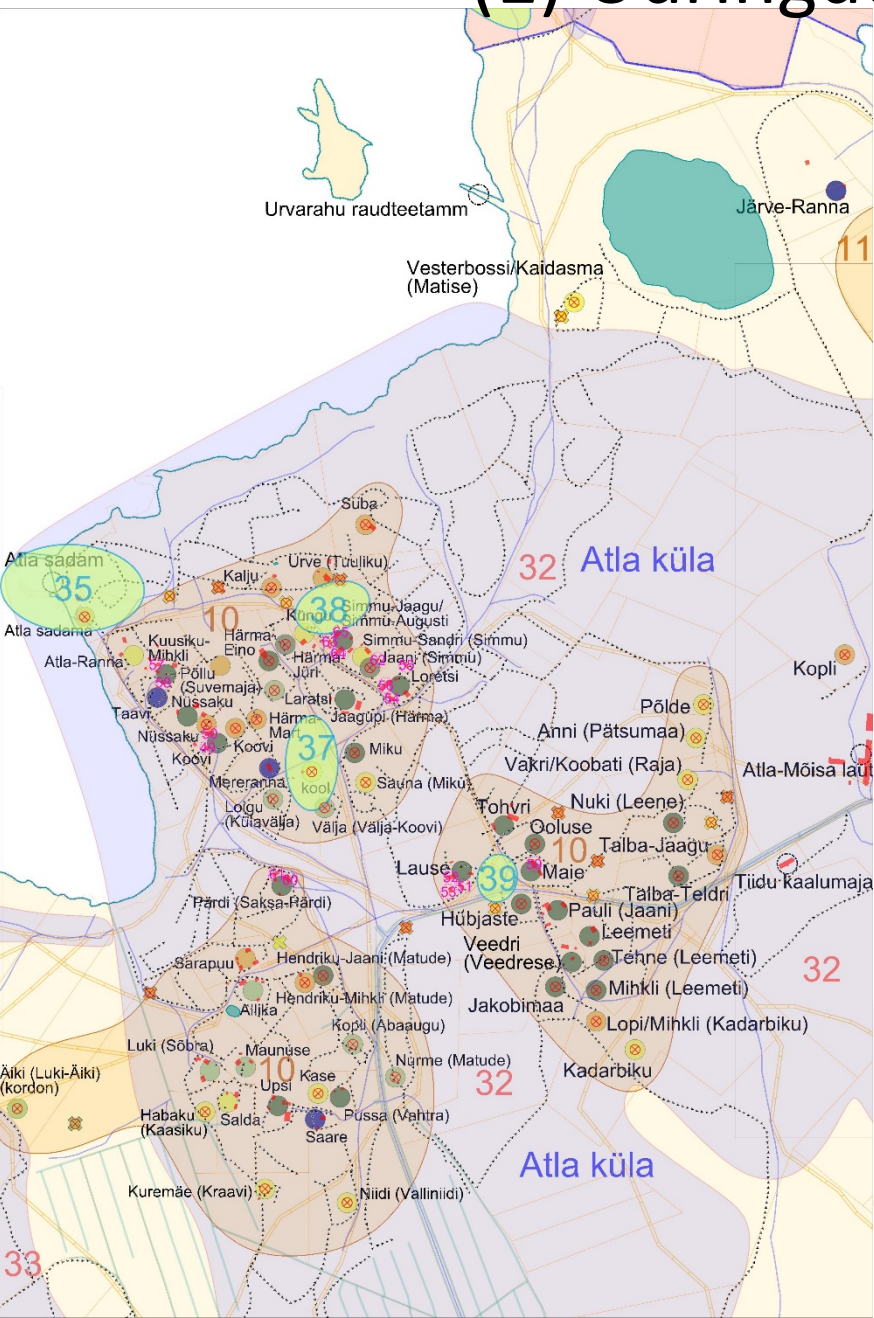 Urvarahu raudteetamm
Järve-Ranna
11
Vesterbossi/Kaidasma
(Matise)
Suba
Atla sadam
35
Atla sadama
Kalju
Urve (Tuuliku)
32
Atla küla
10
38
Küngu
Simmu-Jaagu/
Simmu-Augusti
Kuusiku-
Mihkli
Härma-
Eino
Simmu-Sandri (Simmu)
Atla-Ranna
Härma-
Jüri
Jaani (Simmu)
Põllu
(Suvemaja)
Loretsi
Kopli
Taavi
Nüssaku
Laratsi
Jaagupi (Härma)
Põlde
Nüssaku
Härma-
Mart
Anni (Pätsumaa)
Koovi
Koovi
37
Miku
Vakri/Koobati (Raja)
Atla-Mõisa laut
Mereranna
kool
Sauna (Miku)
Loigu
(Külavälja)
Välja (Välja-Koovi)
Tohvri
Nuki (Leene)
Ooluse
10
Talba-Jaagu
Lause
39
Maie
Pärdi (Saksa-Pärdi)
Talba-Teldri
Tiidu kaalumaja
Hübjaste
Pauli (Jaani)
Veedri
(Veedrese)
Leemeti
Sarapuu
Hendriku-Jaani (Matude)
Tehne (Leemeti)
32
Hendriku-Mihkli (Matude)
Jakobimaa
Mihkli (Leemeti)
Allika
Kopli (Abaaugu)
Lopi/Mihkli (Kadarbiku)
Luki (Sõbra)
Maunuse
10
Nurme (Matude)
Kadarbiku
Äiki (Luki-Äiki)
(kordon)
Upsi
Kase
32
Habaku
(Kaasiku)
Salda
Pussa (Vahtra)
Saare
Atla küla
Kuremäe (Kraavi)
Niidi (Valliniidi)
33